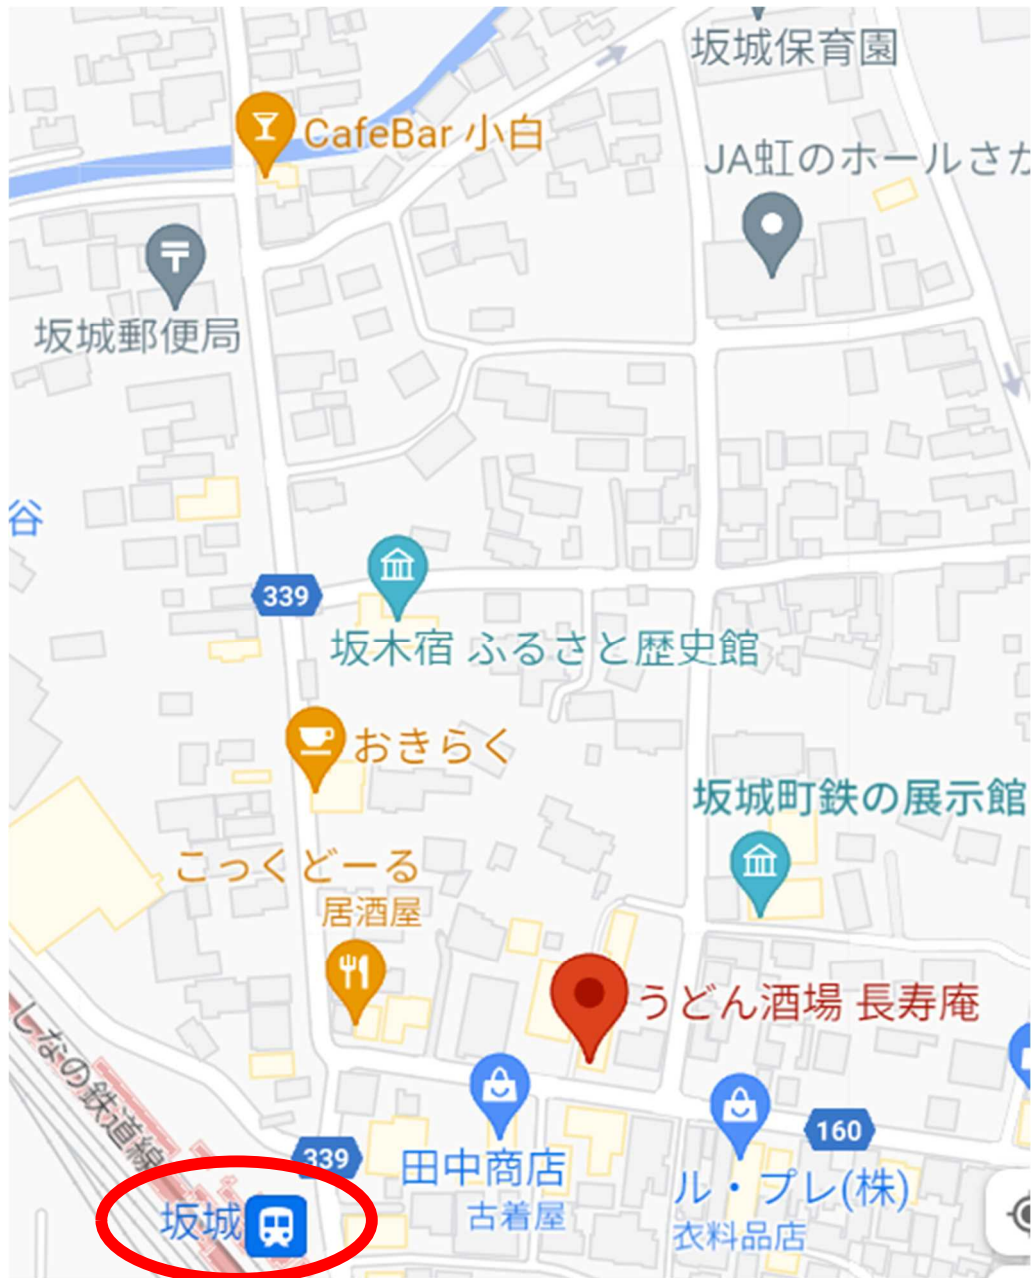 坂城保育園
CafeBar 小白
JA虹のホールさか
坂城郵便局
谷
339
坂木宿 ふるさと歴史館
おきらく
坂城町鉄の展示館
こっくどーる
居酒屋
うどん酒場 長寿庵
しなの鉄道線
160
339
田中商店
古着屋
ル・プレ(株)
衣料品店
坂城